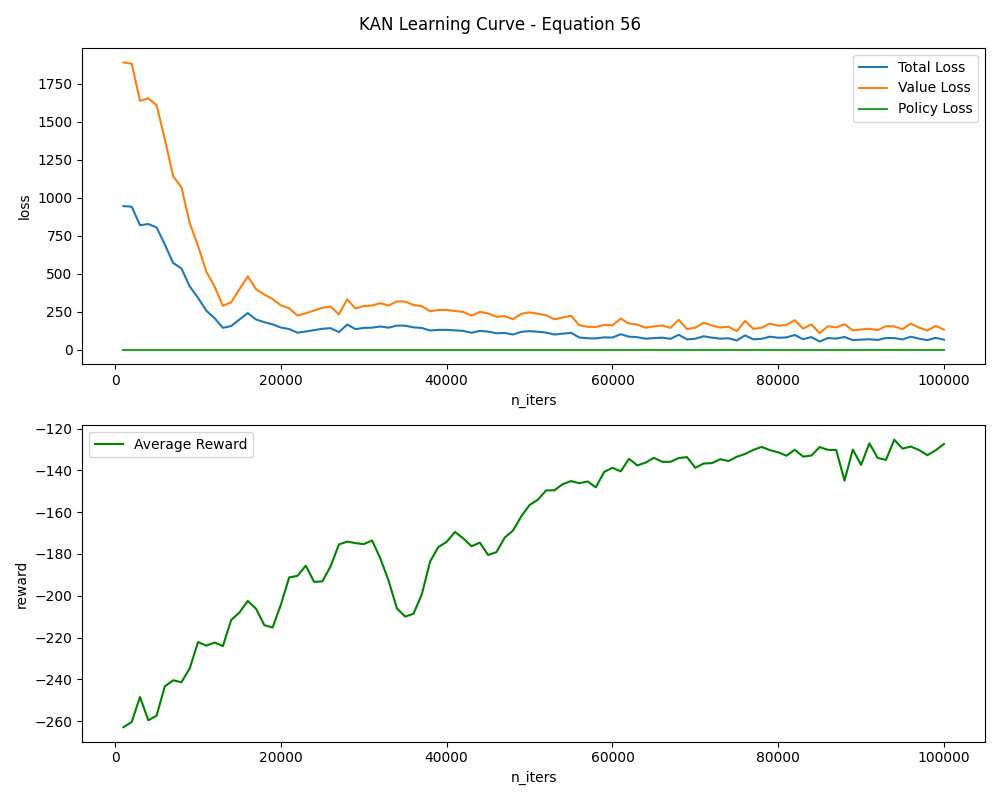 KAN Learning Curve - Equation 56
1750
1500
1250
1000
750
500
250
0
loss
Total Loss
Value Loss
Policy Loss
0 20000 40000 60000 80000 100000
n_iters
−120
−140
−160
−180
−200
−220
−240
−260
reward
Average Reward
0 20000 40000 60000 80000 100000
n_iters